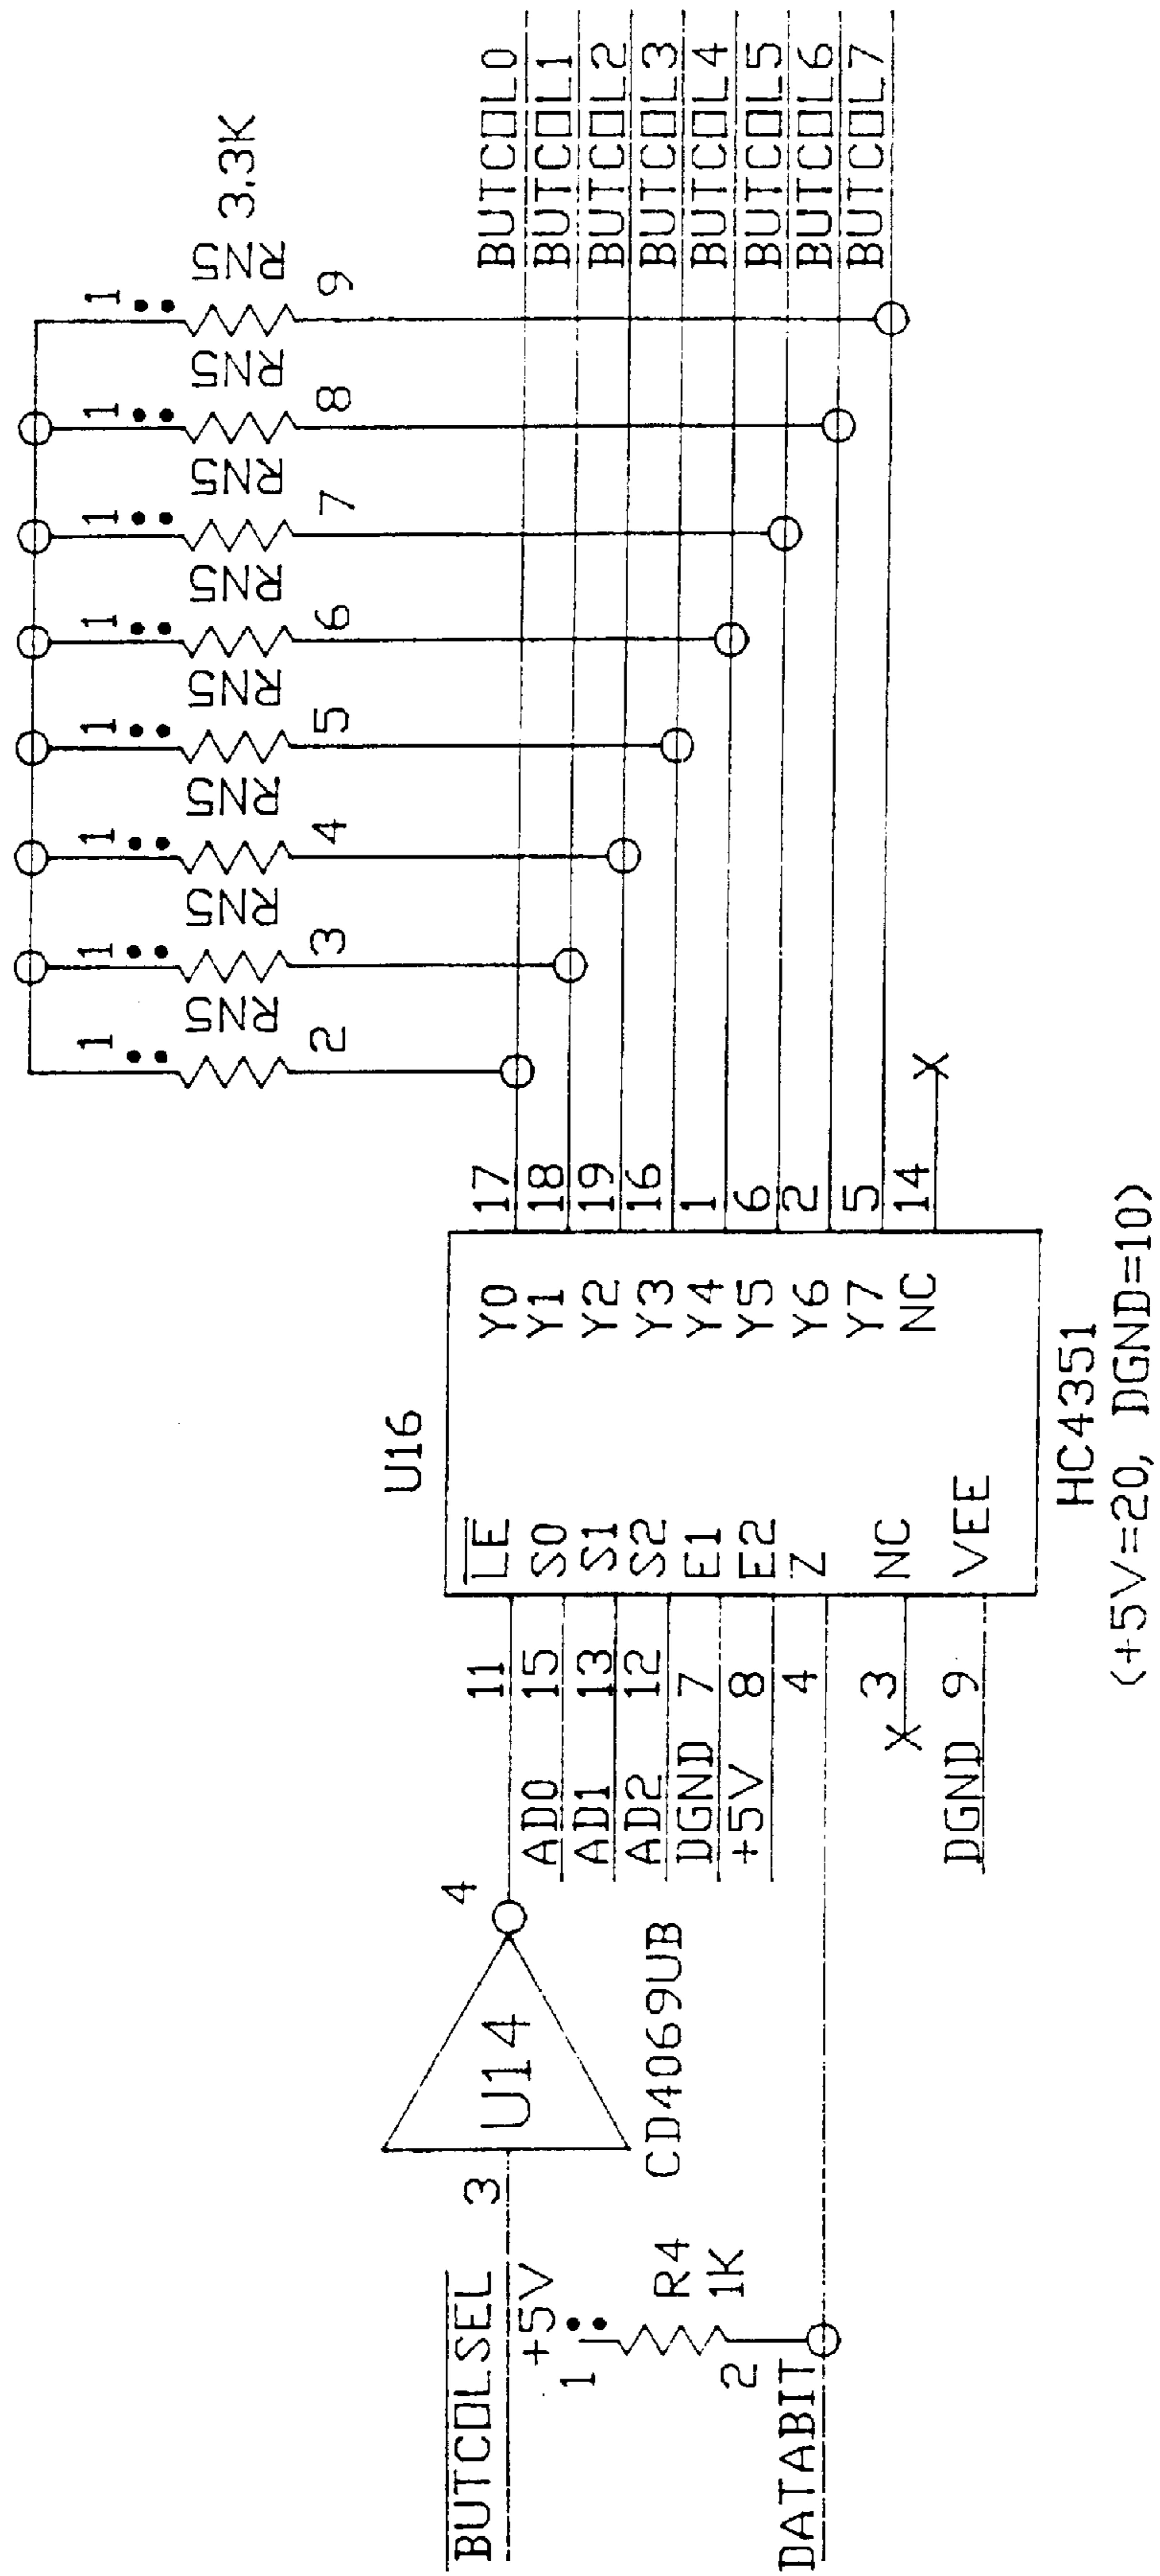 1 1 1 1 1 1 1 1
RN5 RN5 RN5 RN5 RN5 RN5 RN5 RN5
3.3K
2 3 4 5 6 7 8 9
BUTCOL0
BUTCOL1
BUTCOL2
BUTCOL3
BUTCOL4
BUTCOL5
BUTCOL6
BUTCOL7
U16
BUTCOLSEL 3
U14
4
CD4069UB
+5V
1
R4
1K
2
DATABIT
11 LE Y0 17
AD0 15 S0 Y1 18
AD1 13 S1 Y2 19
AD2 12 S2 Y3 16
DGND 7 E1 Y4 1
+5V 8 E2 Y5 6
4 Z Y6 2
Y7 5
X 3 NC NC 14 X
DGND 9 VEE
HC4351
(+5V=20, DGND=10)